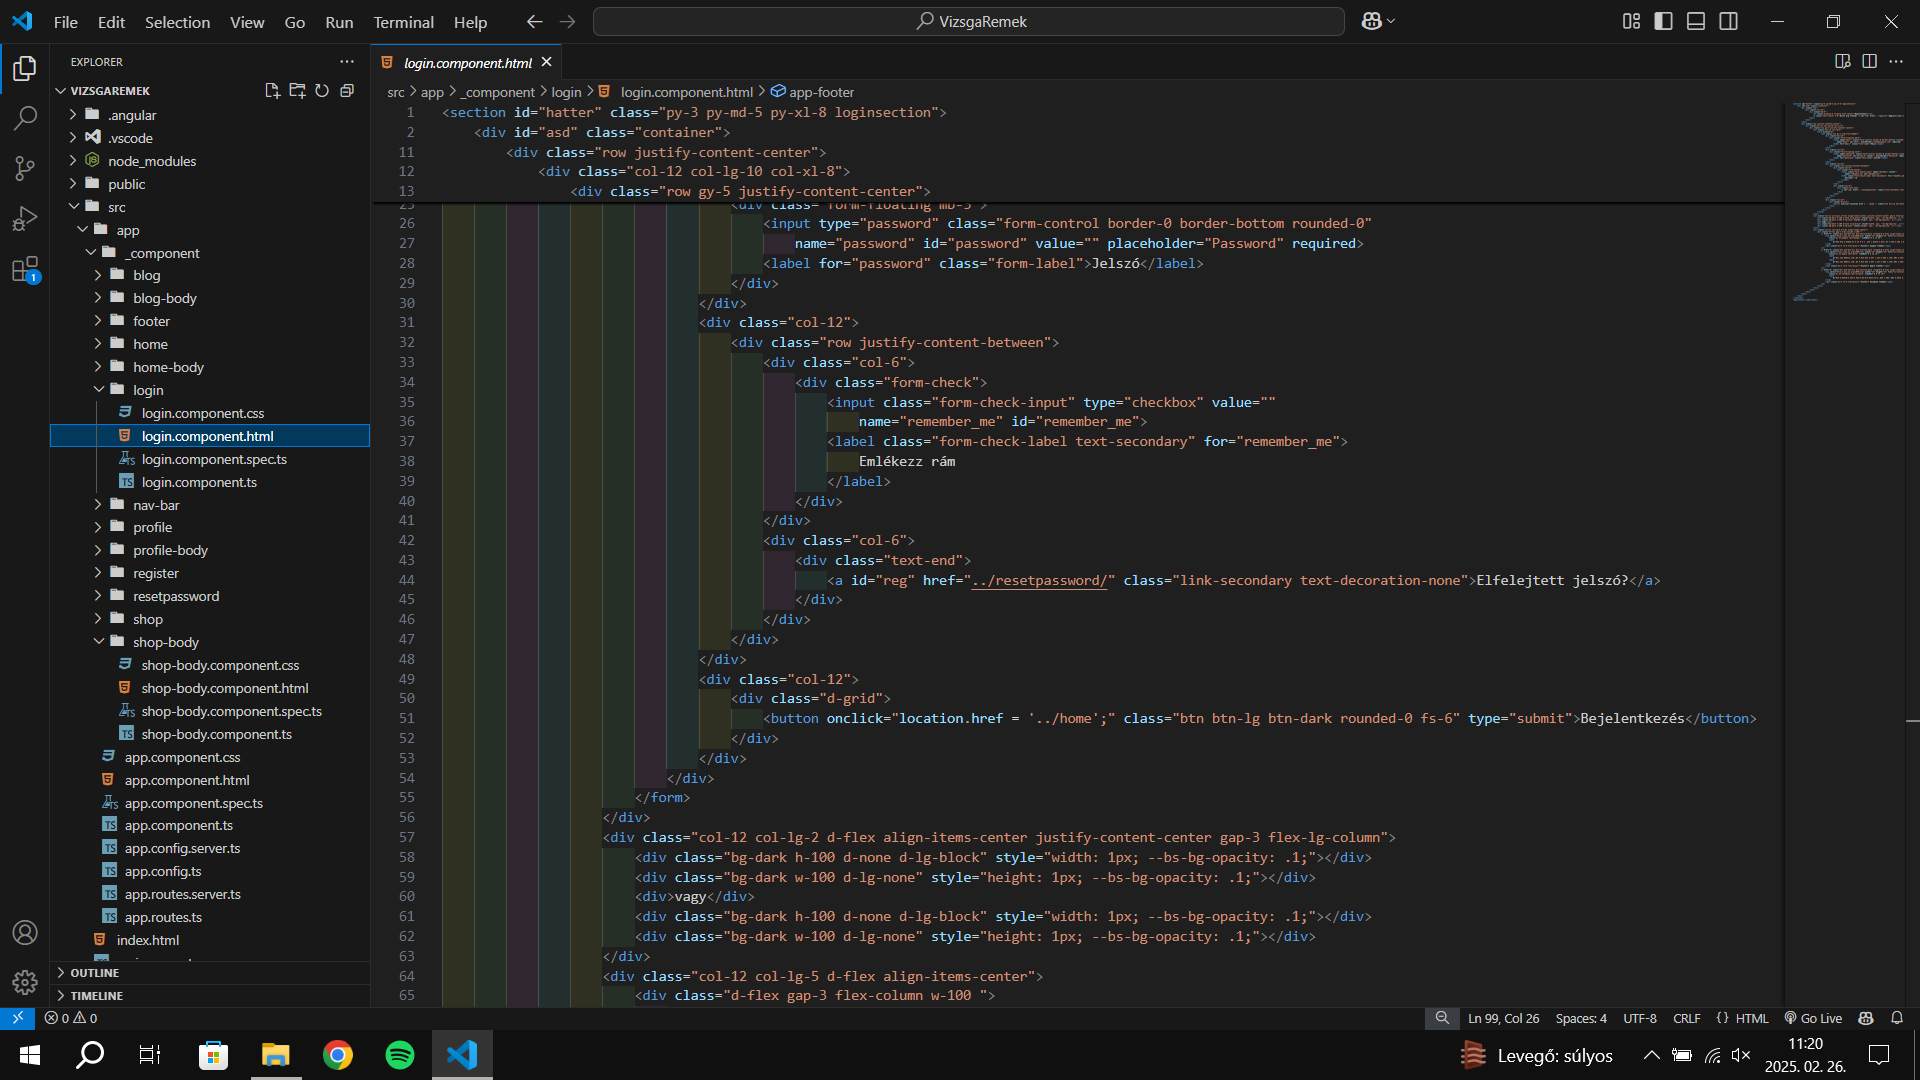 File Edit Selection View Go Run Terminal Help
VizsgaRemek
EXPLORER
VIZSGAREMEK
.angular
.vscode
node_modules
public
src
app
_component
blog
blog-body
footer
home
home-body
login
login.component.css
login.component.html
login.component.spec.ts
login.component.ts
nav-bar
profile
profile-body
register
resetpassword
shop
shop-body
shop-body.component.css
shop-body.component.html
shop-body.component.spec.ts
shop-body.component.ts
app.component.css
app.component.html
app.component.spec.ts
app.component.ts
app.config.server.ts
app.config.ts
app.routes.server.ts
app.routes.ts
index.html
OUTLINE
TIMELINE
1
login.component.html
src > app > _component > login > login.component.html > app-footer
1 <section id="hatter" class="py-3 py-md-5 py-xl-8 loginsection">
2 <div id="asd" class="container">
11 <div class="row justify-content-center">
12 <div class="col-12 col-lg-10 col-xl-8">
13 <div class="row gy-5 justify-content-center">
25 <div class="form-floating mb-3">
26 <input type="password" class="form-control border-0 border-bottom rounded-0"
27 name="password" id="password" value="" placeholder="Password" required>
28 <label for="password" class="form-label">Jelszó</label>
29 </div>
30 </div>
31 <div class="col-12">
32 <div class="row justify-content-between">
33 <div class="col-6">
34 <div class="form-check">
35 <input class="form-check-input" type="checkbox" value=""
36 name="remember_me" id="remember_me">
37 <label class="form-check-label text-secondary" for="remember_me">
38 Emlékezz rám
39 </label>
40 </div>
41 </div>
42 <div class="col-6">
43 <div class="text-end">
44 <a id="reg" href="../resetpassword/" class="link-secondary text-decoration-none">Elfelejtett jelszó?</a>
45 </div>
46 </div>
47 </div>
48 </div>
49 <div class="col-12">
50 <div class="d-grid">
51 <button onclick="location.href = '../home';" class="btn btn-lg btn-dark rounded-0 fs-6" type="submit">Bejelentkezés</button>
52 </div>
53 </div>
54 </div>
55 </form>
56 </div>
57 <div class="col-12 col-lg-2 d-flex align-items-center justify-content-center gap-3 flex-lg-column">
58 <div class="bg-dark h-100 d-none d-lg-block" style="width: 1px; --bs-bg-opacity: .1;"></div>
59 <div class="bg-dark w-100 d-lg-none" style="height: 1px; --bs-bg-opacity: .1;"></div>
60 <div>vagy</div>
61 <div class="bg-dark h-100 d-none d-lg-block" style="width: 1px; --bs-bg-opacity: .1;"></div>
62 <div class="bg-dark w-100 d-lg-none" style="height: 1px; --bs-bg-opacity: .1;"></div>
63 </div>
64 <div class="col-12 col-lg-5 d-flex align-items-center">
65 <div class="d-flex gap-3 flex-column w-100 ">
0 0
Ln 99, Col 26 Spaces: 4 UTF-8 CRLF {} HTML Go Live
Levegő: súlyos
11:20
2025. 02. 26.